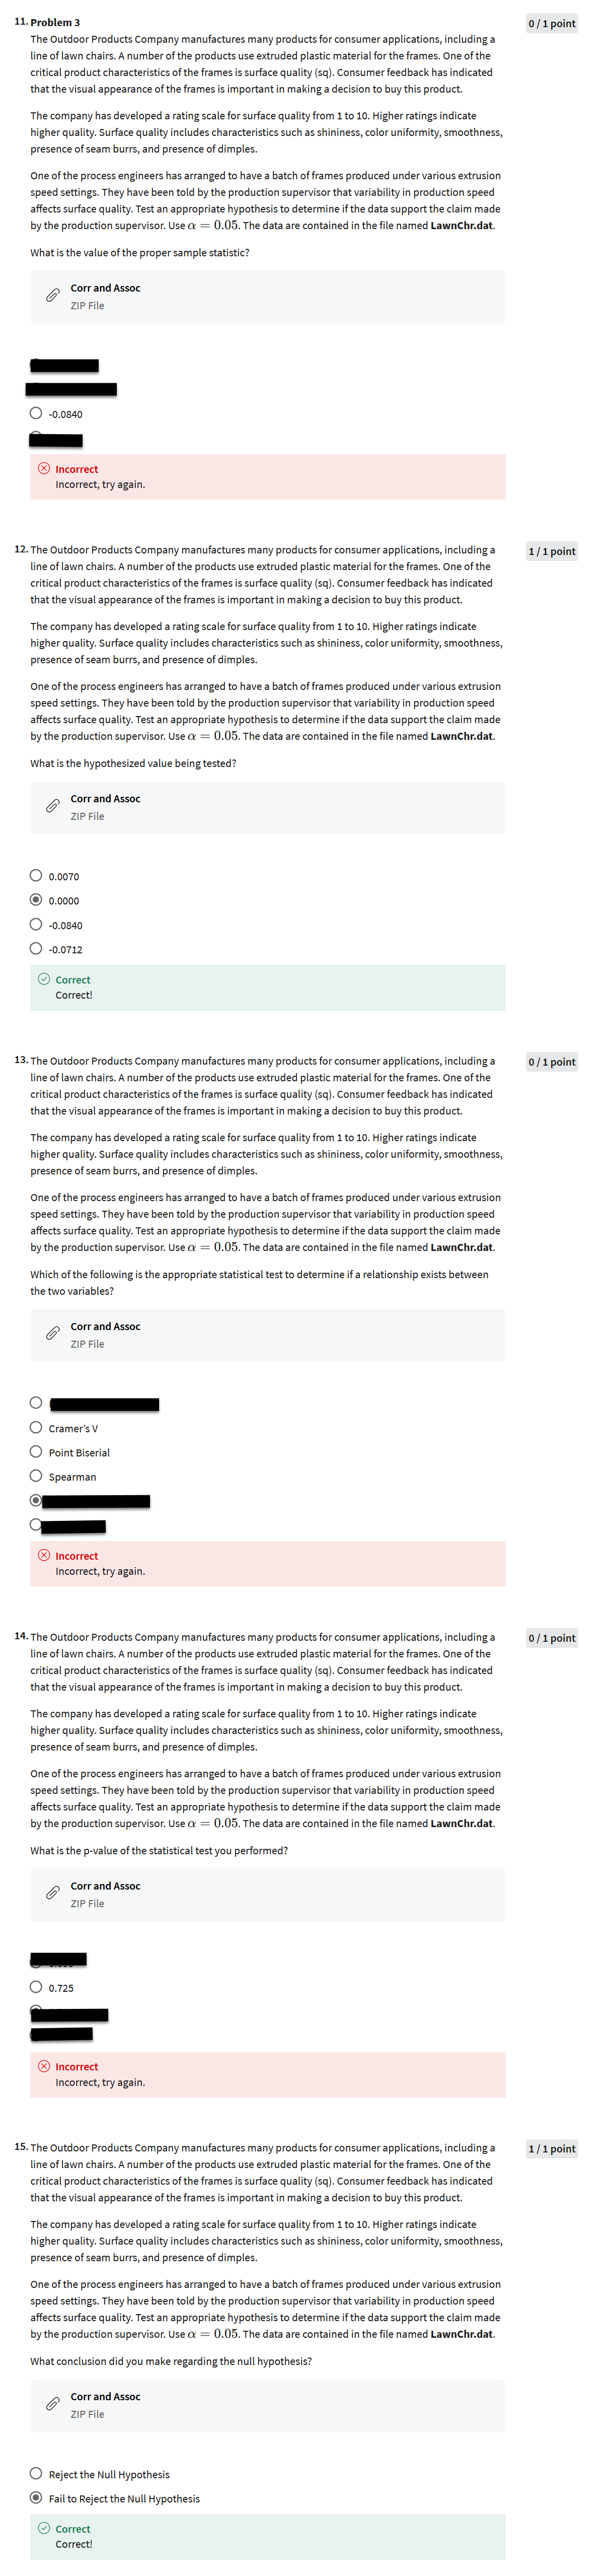 11. Problem 3
0 / 1 point
The Outdoor Products Company manufactures many products for consumer applications, including a
line of lawn chairs. A number of the products use extruded plastic material for the frames. One of the
critical product characteristics of the frames is surface quality (sq). Consumer feedback has indicated
that the visual appearance of the frames is important in making a decision to buy this product.
The company has developed a rating scale for surface quality from 1 to 10. Higher ratings indicate
higher quality. Surface quality includes characteristics such as shininess, color uniformity, smoothness,
presence of seam burrs, and presence of dimples.
One of the process engineers has arranged to have a batch of frames produced under various extrusion
speed settings. They have been told by the production supervisor that variability in production speed
affects surface quality. Test an appropriate hypothesis to determine if the data support the claim made
by the production supervisor. Use α = 0.05. The data are contained in the file named LawnChr.dat.
What is the value of the proper sample statistic?
Corr and Assoc
ZIP File
-0.0840
Incorrect
Incorrect, try again.
12. The Outdoor Products Company manufactures many products for consumer applications, including a
1 / 1 point
line of lawn chairs. A number of the products use extruded plastic material for the frames. One of the
critical product characteristics of the frames is surface quality (sq). Consumer feedback has indicated
that the visual appearance of the frames is important in making a decision to buy this product.
The company has developed a rating scale for surface quality from 1 to 10. Higher ratings indicate
higher quality. Surface quality includes characteristics such as shininess, color uniformity, smoothness,
presence of seam burrs, and presence of dimples.
One of the process engineers has arranged to have a batch of frames produced under various extrusion
speed settings. They have been told by the production supervisor that variability in production speed
affects surface quality. Test an appropriate hypothesis to determine if the data support the claim made
by the production supervisor. Use α = 0.05. The data are contained in the file named LawnChr.dat.
What is the hypothesized value being tested?
Corr and Assoc
ZIP File
0.0070
0.0000
-0.0840
-0.0712
Correct
Correct!
13. The Outdoor Products Company manufactures many products for consumer applications, including a
0 / 1 point
line of lawn chairs. A number of the products use extruded plastic material for the frames. One of the
critical product characteristics of the frames is surface quality (sq). Consumer feedback has indicated
that the visual appearance of the frames is important in making a decision to buy this product.
The company has developed a rating scale for surface quality from 1 to 10. Higher ratings indicate
higher quality. Surface quality includes characteristics such as shininess, color uniformity, smoothness,
presence of seam burrs, and presence of dimples.
One of the process engineers has arranged to have a batch of frames produced under various extrusion
speed settings. They have been told by the production supervisor that variability in production speed
affects surface quality. Test an appropriate hypothesis to determine if the data support the claim made
by the production supervisor. Use α = 0.05. The data are contained in the file named LawnChr.dat.
Which of the following is the appropriate statistical test to determine if a relationship exists between
the two variables?
Corr and Assoc
ZIP File
Cramer's V
Point Biserial
Spearman
Incorrect
Incorrect, try again.
14. The Outdoor Products Company manufactures many products for consumer applications, including a
0 / 1 point
line of lawn chairs. A number of the products use extruded plastic material for the frames. One of the
critical product characteristics of the frames is surface quality (sq). Consumer feedback has indicated
that the visual appearance of the frames is important in making a decision to buy this product.
The company has developed a rating scale for surface quality from 1 to 10. Higher ratings indicate
higher quality. Surface quality includes characteristics such as shininess, color uniformity, smoothness,
presence of seam burrs, and presence of dimples.
One of the process engineers has arranged to have a batch of frames produced under various extrusion
speed settings. They have been told by the production supervisor that variability in production speed
affects surface quality. Test an appropriate hypothesis to determine if the data support the claim made
by the production supervisor. Use α = 0.05. The data are contained in the file named LawnChr.dat.
What is the p-value of the statistical test you performed?
Corr and Assoc
ZIP File
0.725
Incorrect
Incorrect, try again.
15. The Outdoor Products Company manufactures many products for consumer applications, including a
1 / 1 point
line of lawn chairs. A number of the products use extruded plastic material for the frames. One of the
critical product characteristics of the frames is surface quality (sq). Consumer feedback has indicated
that the visual appearance of the frames is important in making a decision to buy this product.
The company has developed a rating scale for surface quality from 1 to 10. Higher ratings indicate
higher quality. Surface quality includes characteristics such as shininess, color uniformity, smoothness,
presence of seam burrs, and presence of dimples.
One of the process engineers has arranged to have a batch of frames produced under various extrusion
speed settings. They have been told by the production supervisor that variability in production speed
affects surface quality. Test an appropriate hypothesis to determine if the data support the claim made
by the production supervisor. Use α = 0.05. The data are contained in the file named LawnChr.dat.
What conclusion did you make regarding the null hypothesis?
Corr and Assoc
ZIP File
Reject the Null Hypothesis
Fail to Reject the Null Hypothesis
Correct
Correct!